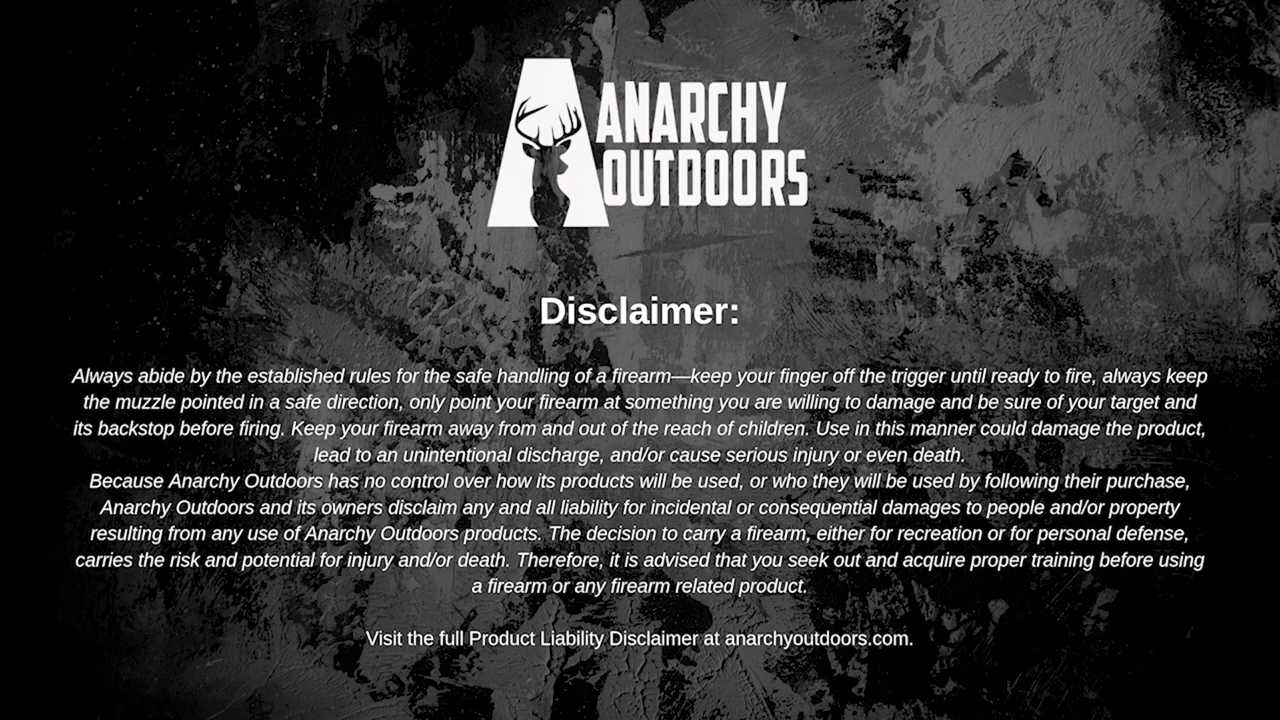 ANARCHY
OUTDOORS
Disclaimer:
Always abide by the established rules for the safe handling of a firearm—keep your finger off the trigger until ready to fire, always keep
the muzzle pointed in a safe direction, only point your firearm at something you are willing to damage and be sure of your target and
its backstop before firing. Keep your firearm away from and out of the reach of children. Use in this manner could damage the product,
lead to an unintentional discharge, and/or cause serious injury or even death.
Because Anarchy Outdoors has no control over how its products will be used, or who they will be used by following their purchase,
Anarchy Outdoors and its owners disclaim any and all liability for incidental or consequential damages to people and/or property
resulting from any use of Anarchy Outdoors products. The decision to carry a firearm, either for recreation or for personal defense,
carries the risk and potential for injury and/or death. Therefore, it is advised that you seek out and acquire proper training before using
a firearm or any firearm related product.
Visit the full Product Liability Disclaimer at anarchyoutdoors.com.